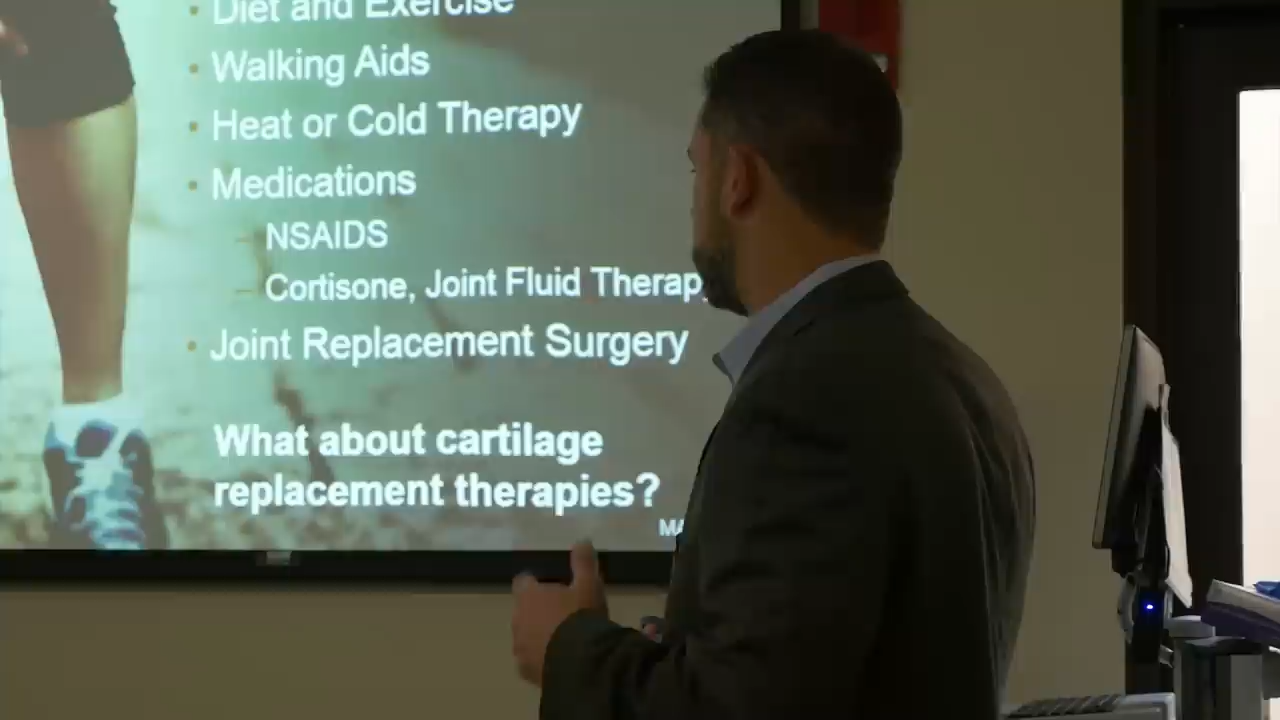 Diet and Exercise
Walking Aids
Heat or Cold Therapy
Medications
NSAIDS
Cortisone, Joint Fluid Therap
Joint Replacement Surgery
What about cartilage
replacement therapies?